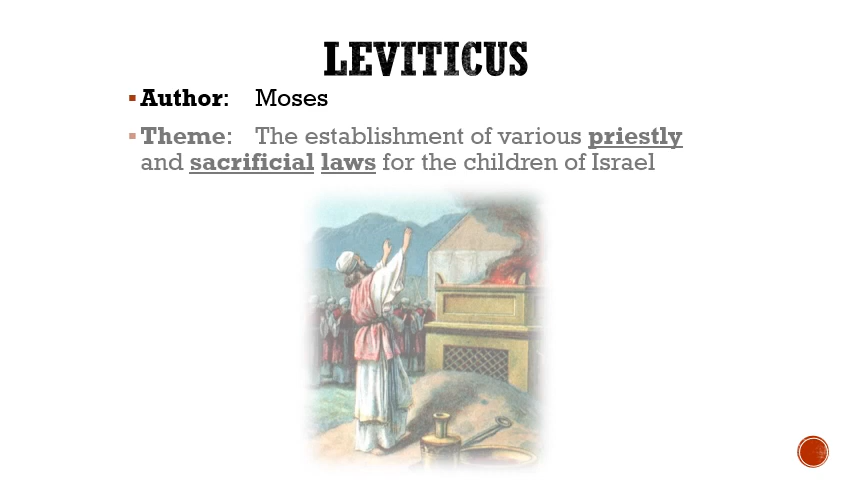 LEVITICUS
Author: Moses
Theme: The establishment of various priestly
and sacrificial laws for the children of Israel